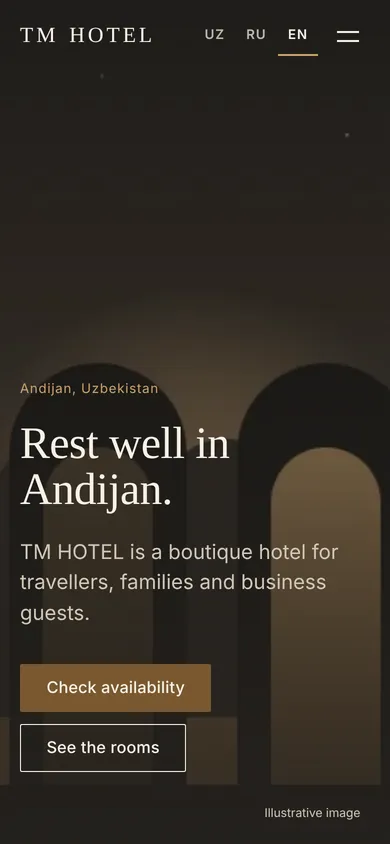 TM HOTEL
UZ RU EN
Andijan, Uzbekistan
Rest well in
Andijan.
TM HOTEL is a boutique hotel for
travellers, families and business
guests.
Check availability
See the rooms
Illustrative image